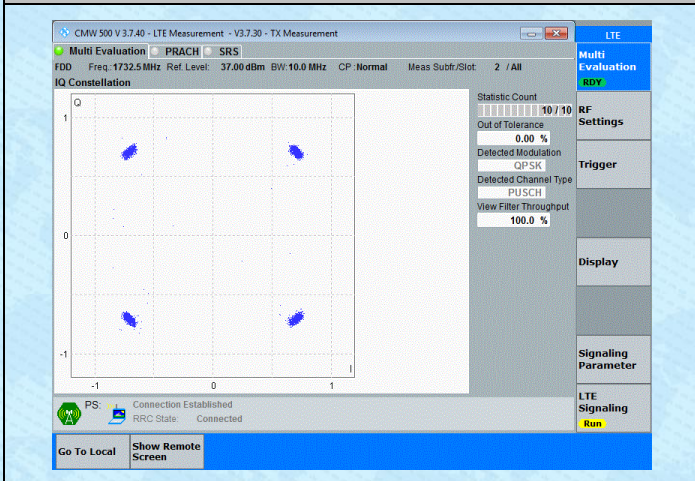 CMW 500 V 3.7.40 - LTE Measurement - V3.7.30 - TX Measurement
LTE
Multi Evaluation PRACH SRS
FDD Freq.: 1732.5 MHz Ref. Level: 37.00 dBm BW: 10.0 MHz CP : Normal Meas Subfr./Slot: 2 / All
IQ Constellation
Q
1
0
-1
-1 0 1
I
Statistic Count
10 / 10
Out of Tolerance
0.00 %
Detected Modulation
QPSK
Detected Channel Type
PUSCH
View Filter Throughput
100.0 %
Multi
Evaluation
RDY
RF
Settings
Trigger
Display
Signaling
Parameter
LTE
Signaling
Run
PS: Connection Established
RRC State: Connected
Go To Local
Show Remote
Screen